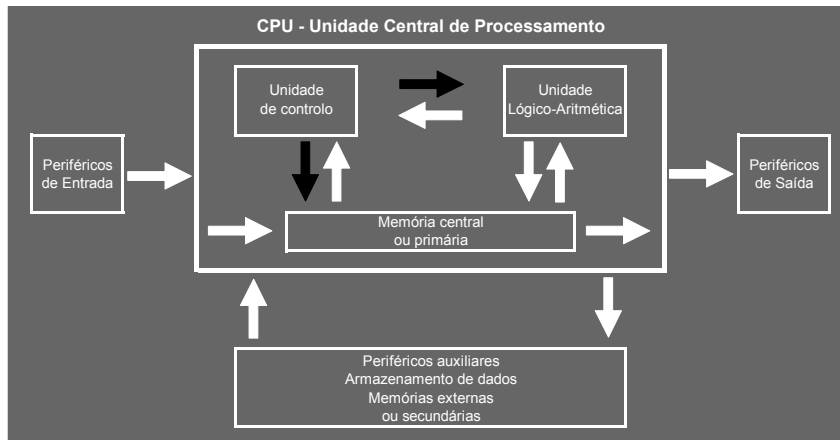 CPU - Unidade Central de Processamento
Unidade
de controlo
Unidade
Lógico-Aritmética
Periféricos
de Entrada
Periféricos
de Saída
Memória central
ou primária
Periféricos auxiliares
Armazenamento de dados
Memórias externas
ou secundárias